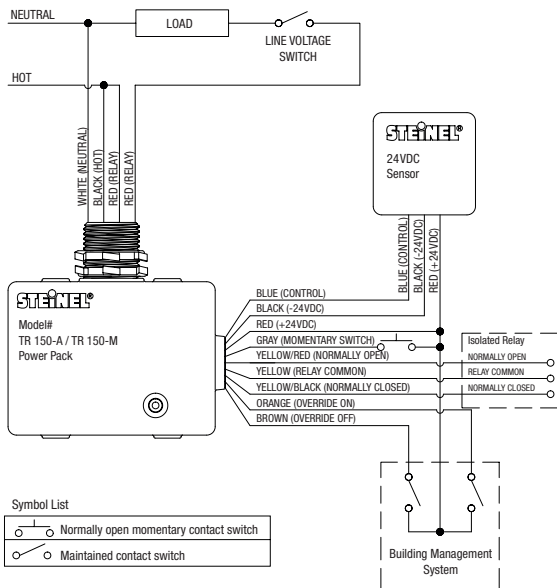 NEUTRAL
LOAD
LINE VOLTAGE
SWITCH
HOT
WHITE (NEUTRAL)
BLACK (HOT)
RED (RELAY)
RED (RELAY)
STEINEL®
24VDC
Sensor
BLUE (CONTROL)
BLACK (-24VDC)
RED (+24VDC)
STEINEL®
Model#
TR 150-A / TR 150-M
Power Pack
BLUE (CONTROL)
BLACK (-24VDC)
RED (+24VDC)
GRAY (MOMENTARY SWITCH)
YELLOW/RED (NORMALLY OPEN)
YELLOW (RELAY COMMON)
YELLOW/BLACK (NORMALLY CLOSED)
ORANGE (OVERRIDE ON)
BROWN (OVERRIDE OFF)
Isolated Relay
NORMALLY OPEN
RELAY COMMON
NORMALLY CLOSED
Building Management
System
Symbol List
Normally open momentary contact switch
Maintained contact switch